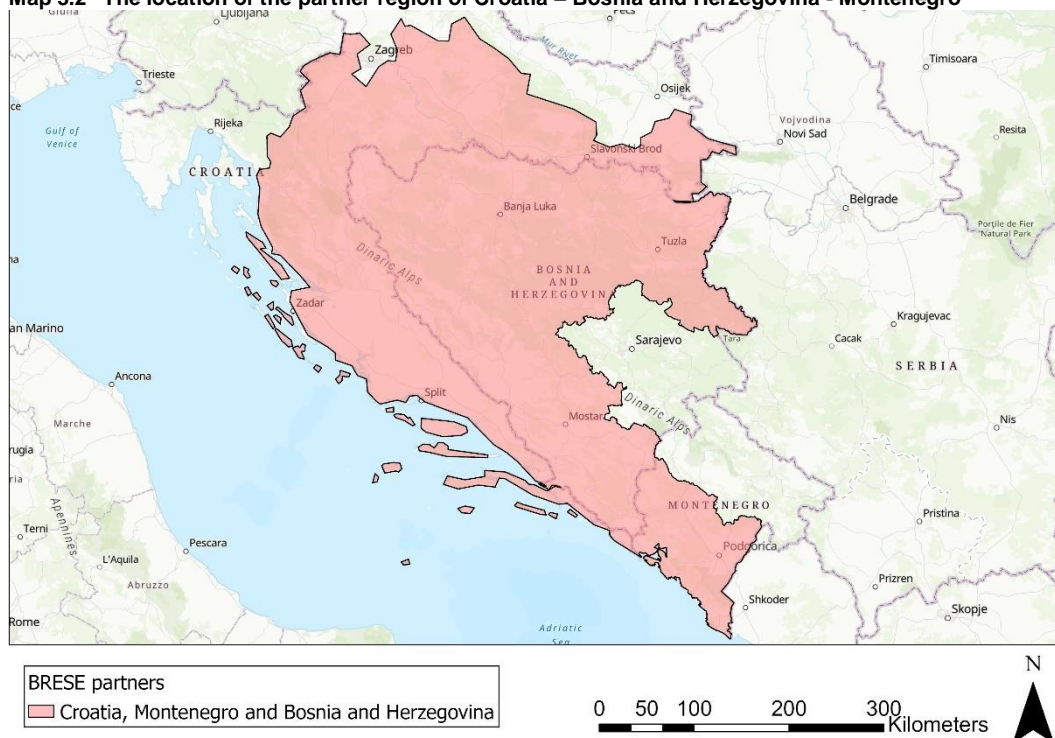 Map 3.2 The location of the partner region of Croatia – Bosnia and Herzegovina - Montenegro
Ljubljana
Pecs
Zagreb
Mur River
Timisoara
Trieste
Osijek
Vojvodina
Novi Sad
Resita
Rijeka
Gulf of
Venice
Slavonski Brod
CROATIA
Banja Luka
Belgrade
Porţile de Fier
Natural Park
Tuzla
Dinaric Alps
BOSNIA
AND
HERZEGOVINA
Zadar
Kragujevac
an Marino
Sarajevo
Tara
Cacak
SERBIA
Ancona
Split
Dinaric Alps
Marche
Mostar
Nis
rugia
MONTENEGRO
Pristina
Apennines
Terni
Podgorica
Pescara
L'Aquila
Abruzzo
Prizren
Shkoder
Skopje
Rome
Adriatic
Sea
BRESE partners
Croatia, Montenegro and Bosnia and Herzegovina
0 50 100 200 300
Kilometers
N